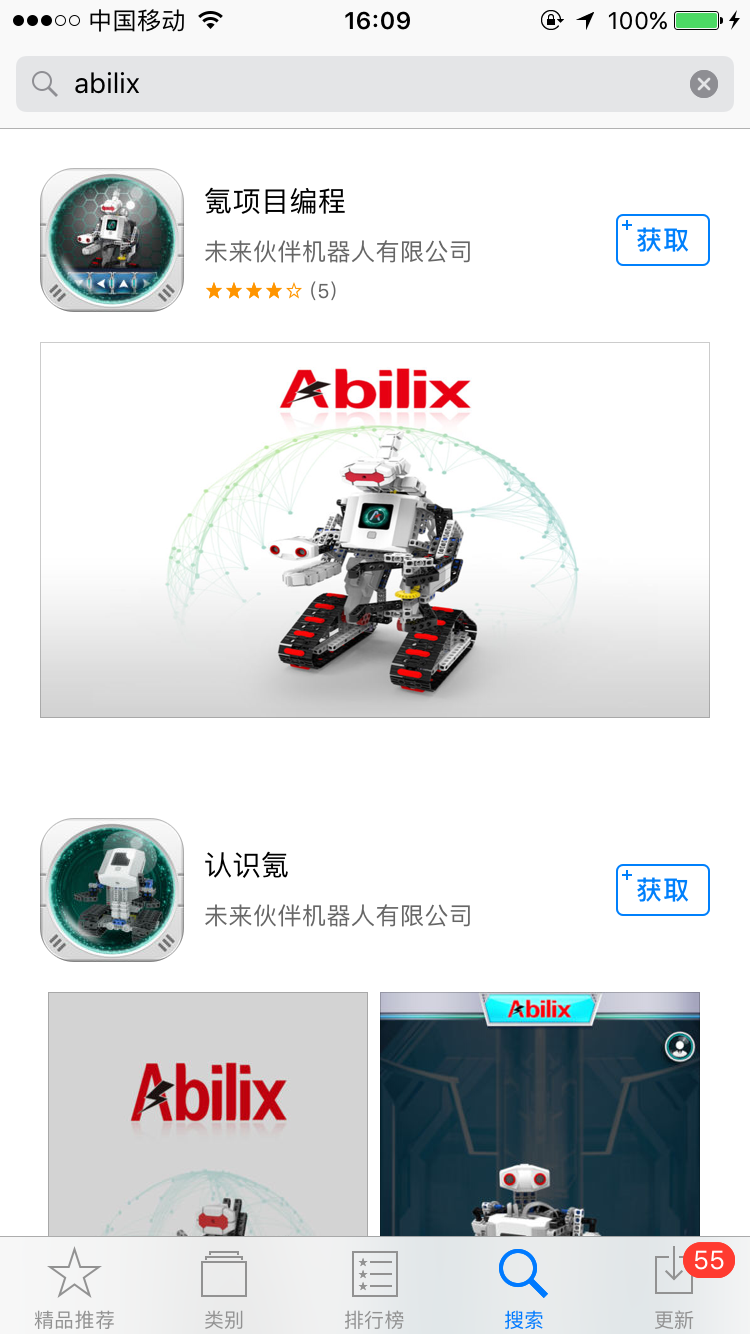 中国移动
16:09
100%
abilix
氪项目编程
未来伙伴机器人有限公司
(5)
获取
Abilix
认识氪
未来伙伴机器人有限公司
获取
Abilix
Abilix
精品推荐
类别
排行榜
搜索
更新
55